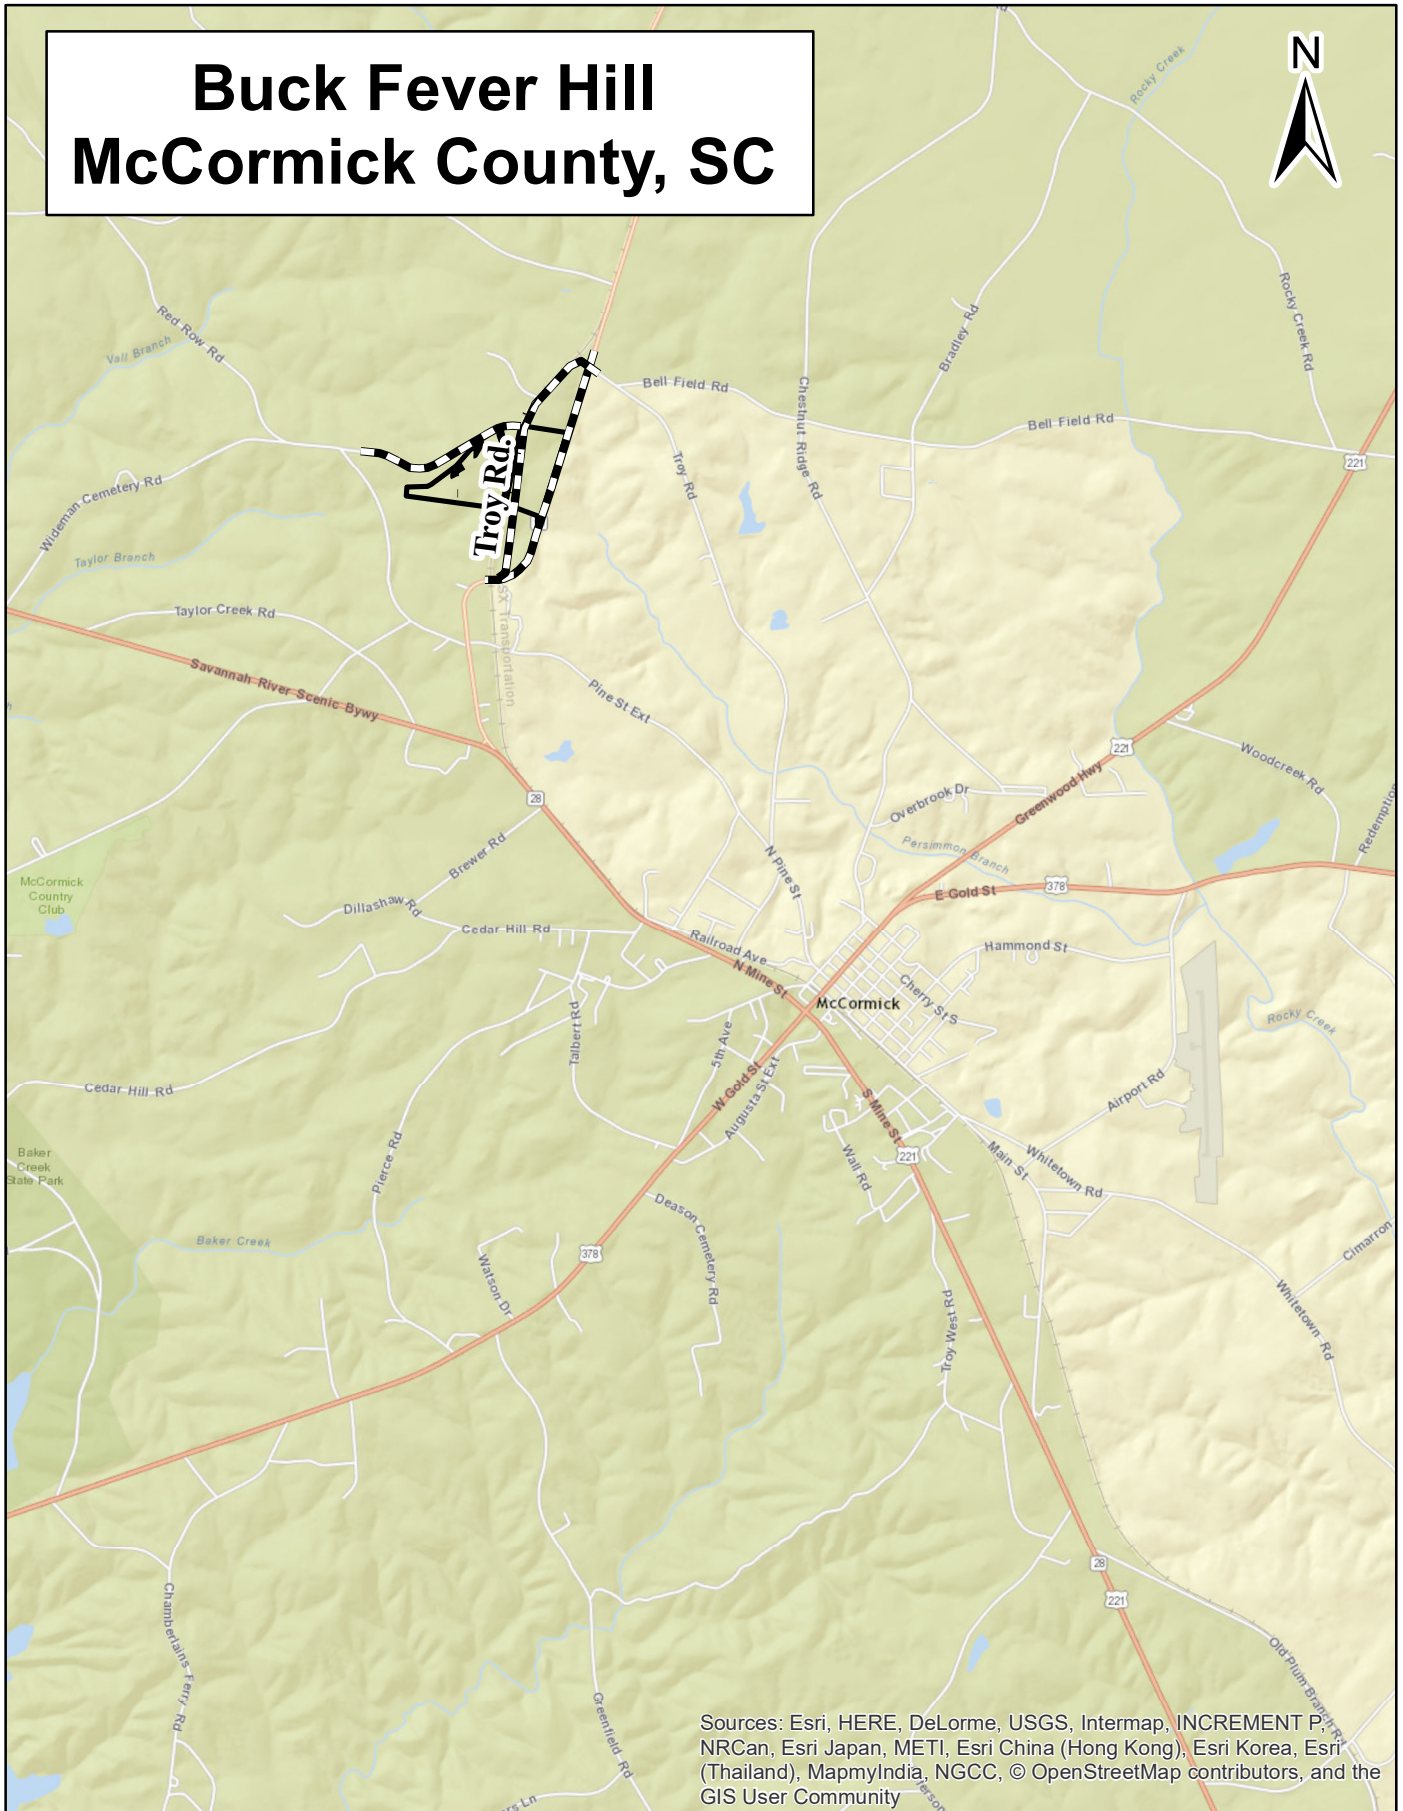 Buck Fever Hill
McCormick County, SC
N
Rocky Creek
Red Row Rd
Vall Branch
Rocky Creek Rd
Bradley Rd
Bell Field Rd
Chestnut Ridge Rd
Bell Field Rd
221
Troy Rd
Troy Rd.
Wideman Cemetery Rd
Taylor Branch
Taylor Creek Rd
SX Transportation
Savannah River Scenic Bywy
Pine St Ext
221
Woodcreek Rd
Greenwood Hwy
Overbrook Dr
28
Redemption
Persimmon Branch
Brewer Rd
N Pine St
McCormick
Country
Club
Dillashaw Rd
E Gold St
378
Cedar Hill Rd
Railroad Ave
Hammond St
N Mine St
McCormick
Cherry St S
Rocky Creek
Talbert Rd
5th Ave
W Gold St
Augusta St Ext
S Mine St
Airport Rd
Cedar Hill Rd
Baker
Creek
State Park
Pierce Rd
Wall Rd
221
Main St
Whitetown Rd
Deason Cemetery Rd
Baker Creek
378
Watson Dr
Cimarron
Troy West Rd
Whitetown Rd
28
221
Chamberlains Ferry Rd
Greenfield Rd
Old Plum Branch Rd
Sources: Esri, HERE, DeLorme, USGS, Intermap, INCREMENT P,
NRCan, Esri Japan, METI, Esri China (Hong Kong), Esri Korea, Esri
(Thailand), MapmyIndia, NGCC, © OpenStreetMap contributors, and the
GIS User Community